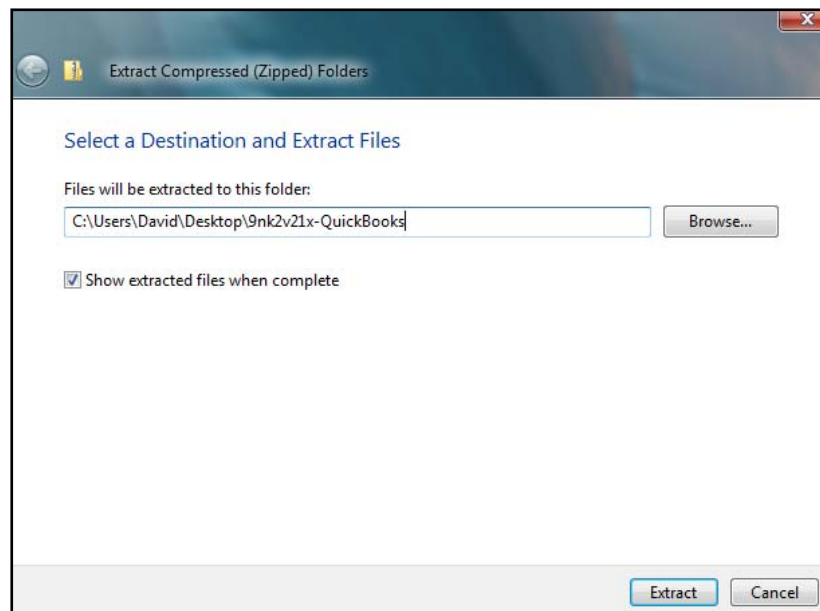 Extract Compressed (Zipped) Folders
Select a Destination and Extract Files
Files will be extracted to this folder:
C:\Users\David\Desktop\9nk2v21x-QuickBooks
Browse...
Show extracted files when complete
Extract
Cancel